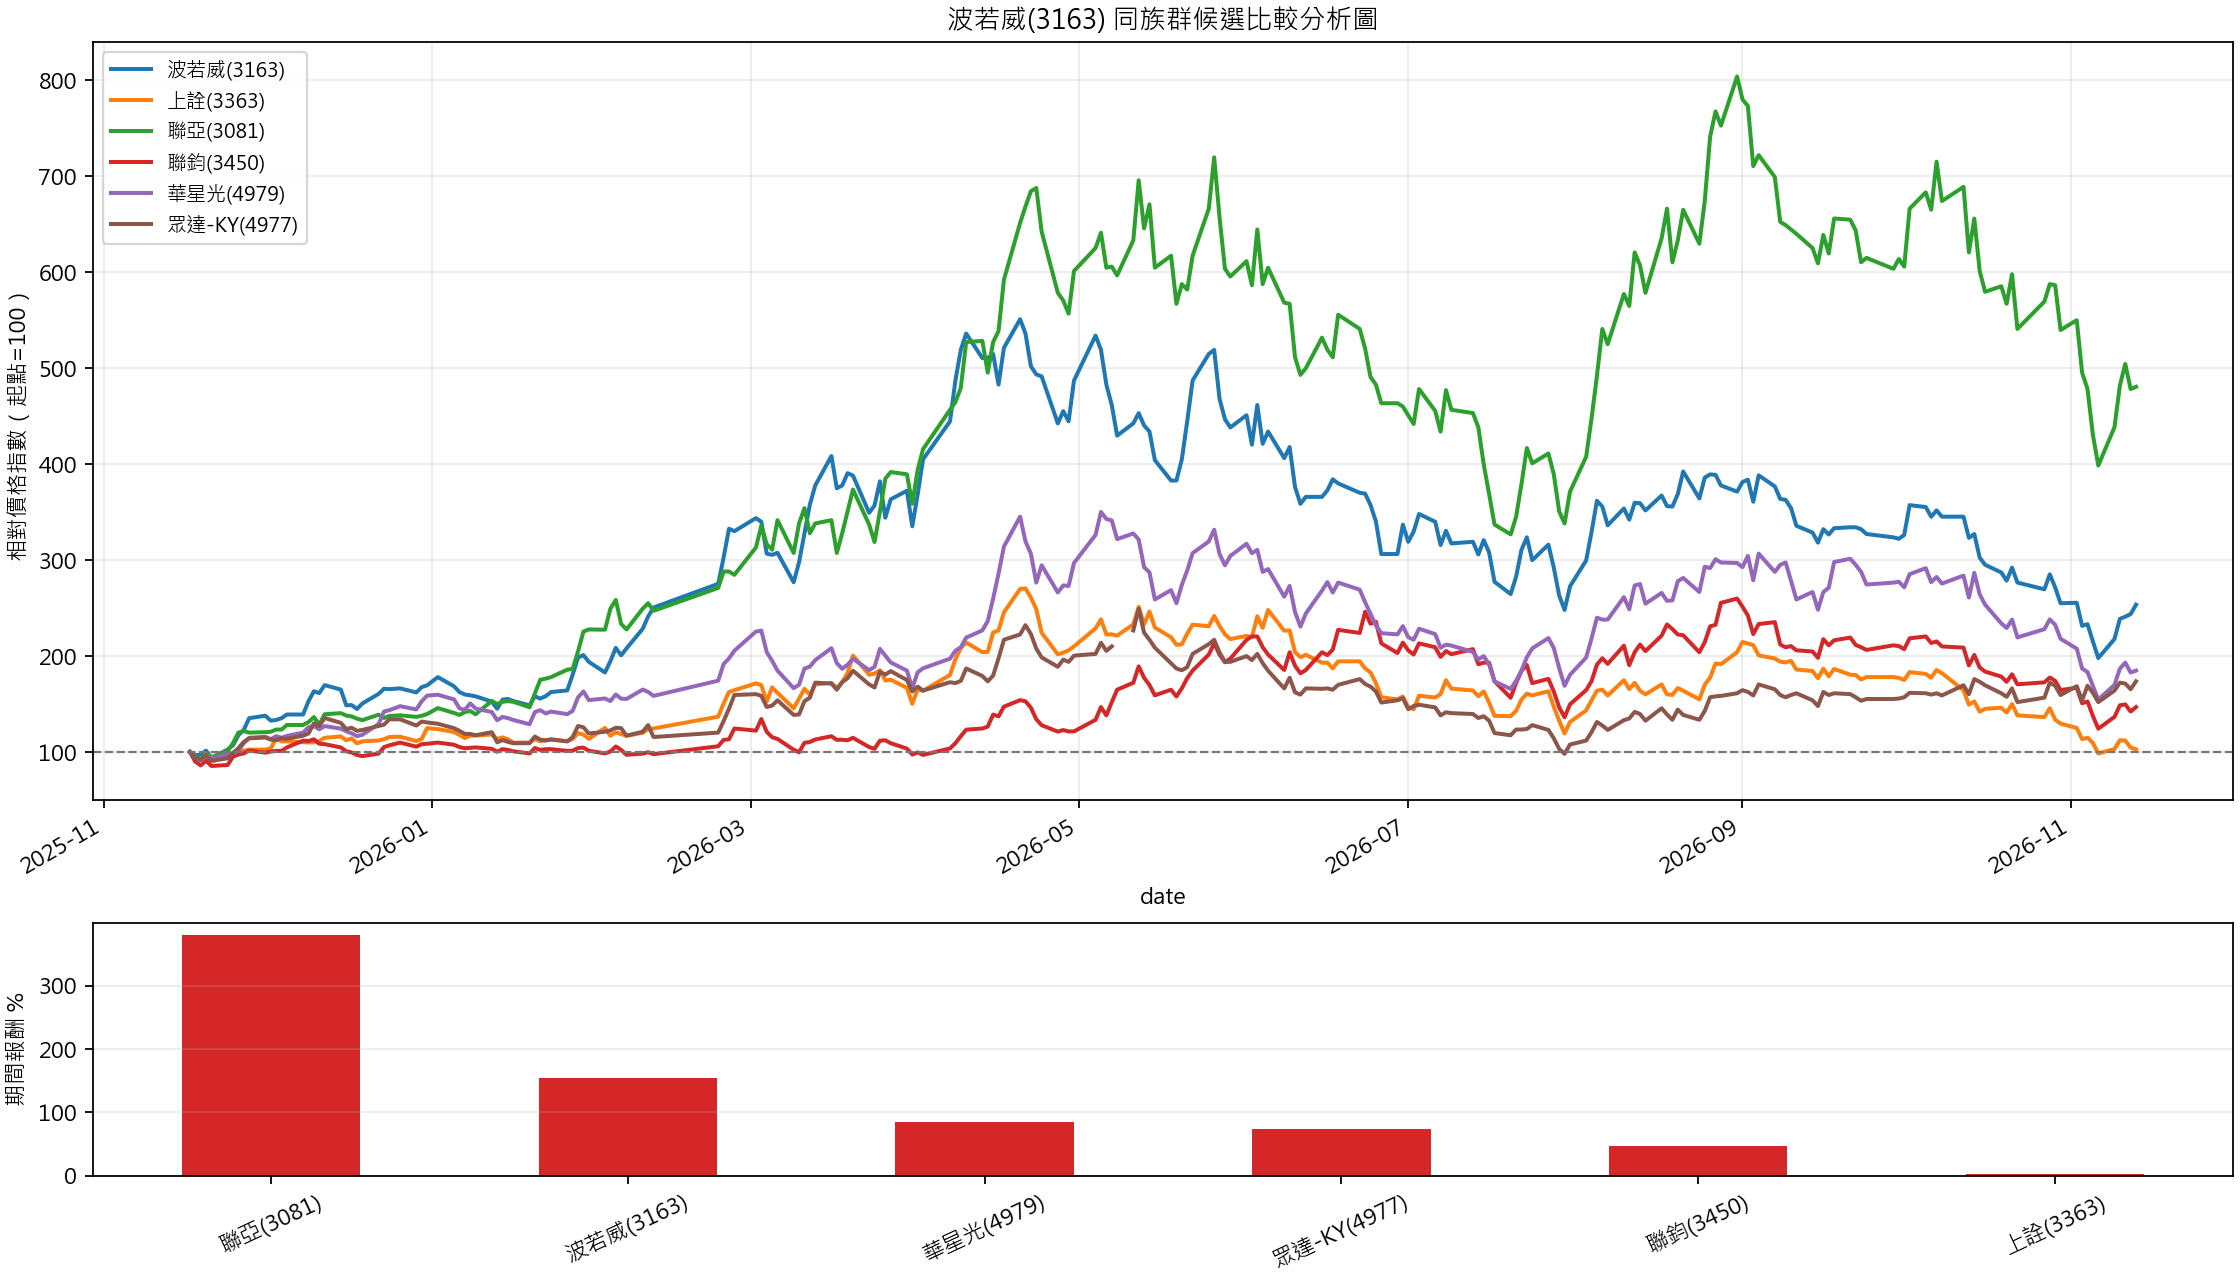 波若威(3163) 同族群候選比較分析圖
波若威(3163)
上詮(3363)
聯亞(3081)
聯鈞(3450)
華星光(4979)
眾達-KY(4977)
相對價格指數 ( 起點=100 )
800
700
600
500
400
300
200
100
2025-11
2026-01
2026-03
2026-05
2026-07
2026-09
2026-11
date
期間報酬 %
300
200
100
0
聯亞(3081)
波若威(3163)
華星光(4979)
眾達-KY(4977)
聯鈞(3450)
上詮(3363)